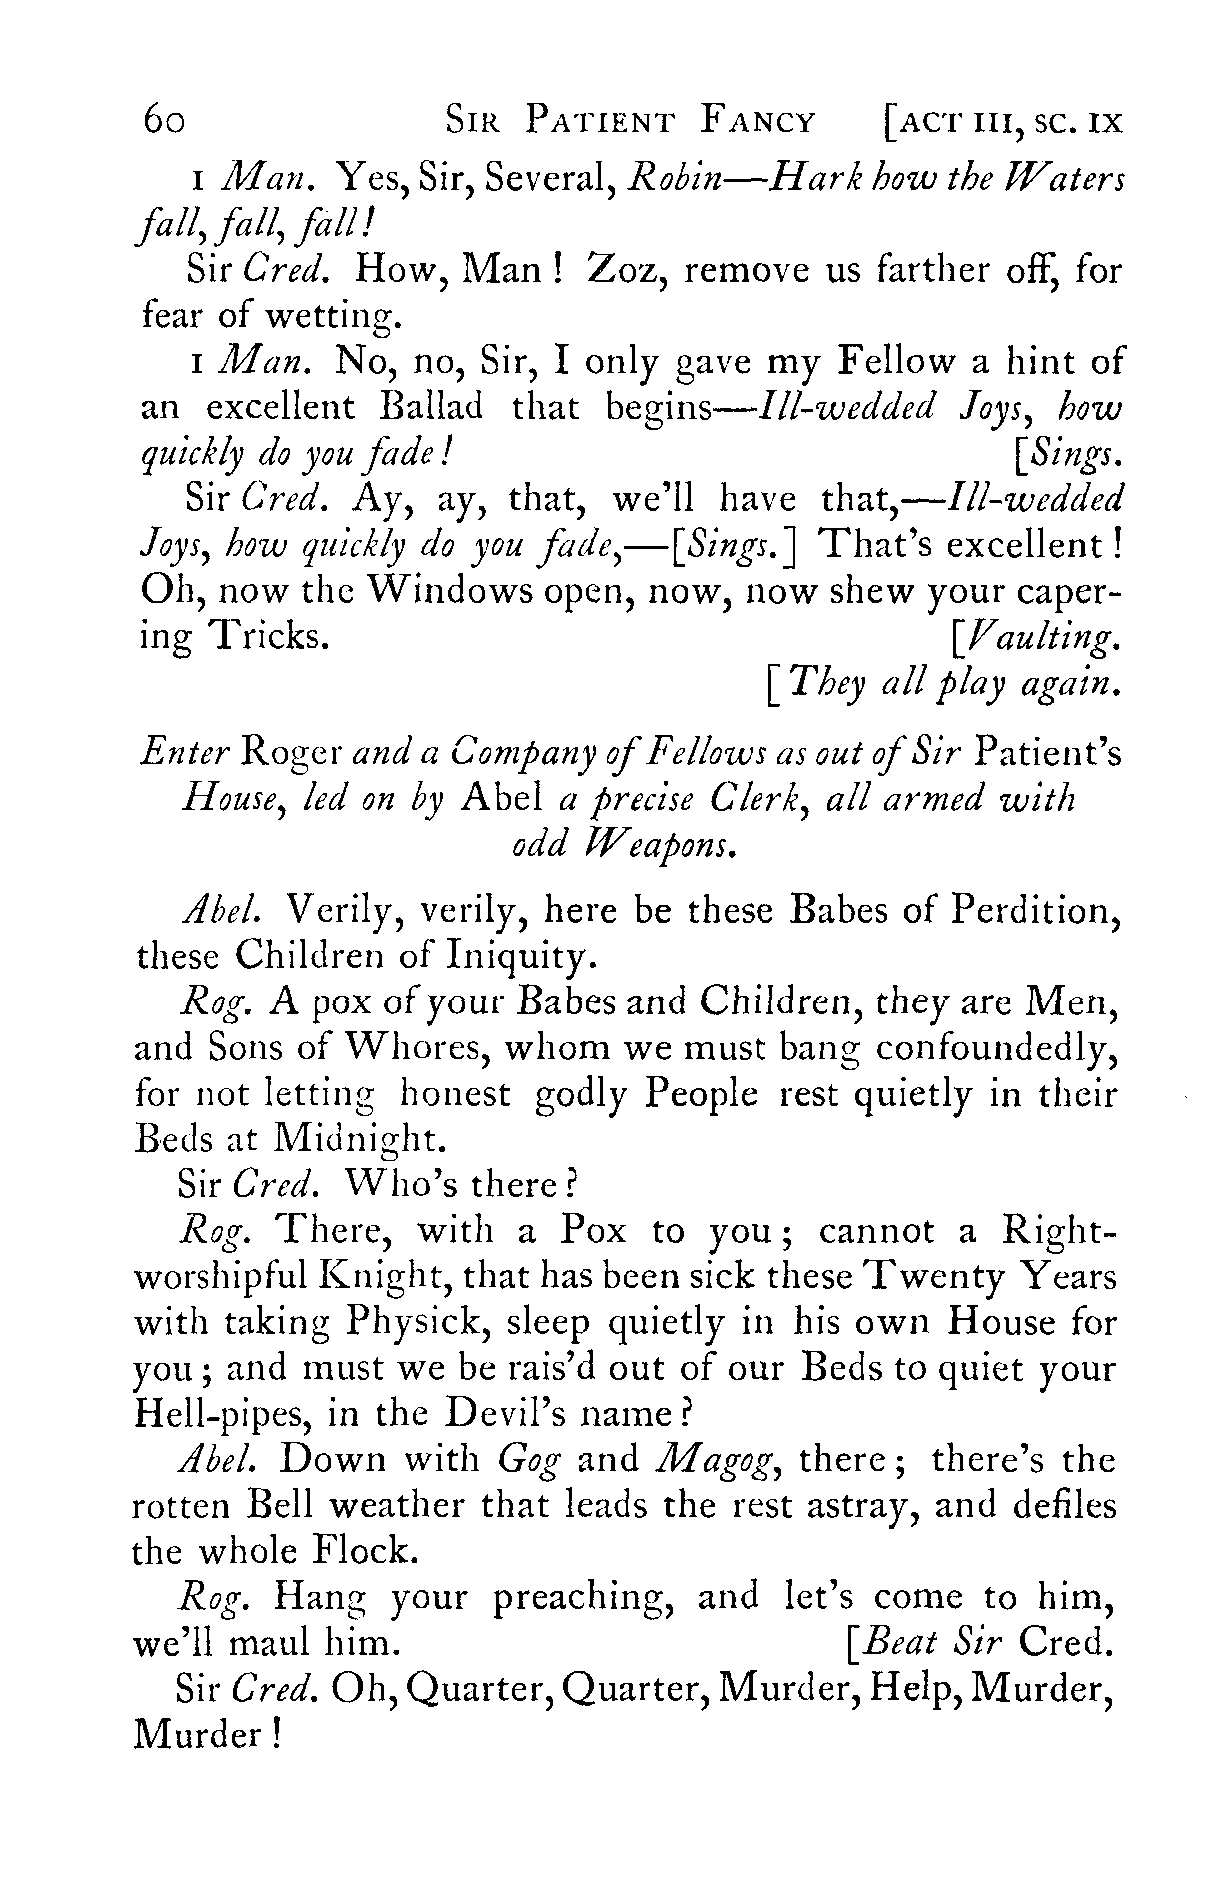 60 SIR PATIENT FANCY [ACT III, SC. IX
1 Man. Yes, Sir, Several, Robin—Hark how the Waters
fall, fall, fall!
Sir Cred. How, Man! Zoz, remove us farther off, for
fear of wetting.
1 Man. No, no, Sir, I only gave my Fellow a hint of
an excellent Ballad that begins—Ill-wedded Joys, how
quickly do you fade! [Sings.
Sir Cred. Ay, ay, that, we'll have that,—Ill-wedded
Joys, how quickly do you fade,—[Sings.] That's excellent!
Oh, now the Windows open, now, now shew your caper-
ing Tricks. [Vaulting.
[They all play again.
Enter Roger and a Company of Fellows as out of Sir Patient's
House, led on by Abel a precise Clerk, all armed with
odd Weapons.
Abel. Verily, verily, here be these Babes of Perdition,
these Children of Iniquity.
Rog. A pox of your Babes and Children, they are Men,
and Sons of Whores, whom we must bang confoundedly,
for not letting honest godly People rest quietly in their
Beds at Midnight.
Sir Cred. Who's there?
Rog. There, with a Pox to you; cannot a Right-
worshipful Knight, that has been sick these Twenty Years
with taking Physick, sleep quietly in his own House for
you; and must we be rais'd out of our Beds to quiet your
Hell-pipes, in the Devil's name?
Abel. Down with Gog and Magog, there; there's the
rotten Bell weather that leads the rest astray, and defiles
the whole Flock.
Rog. Hang your preaching, and let's come to him,
we'll maul him. [Beat Sir Cred.
Sir Cred. Oh, Quarter, Quarter, Murder, Help, Murder,
Murder!